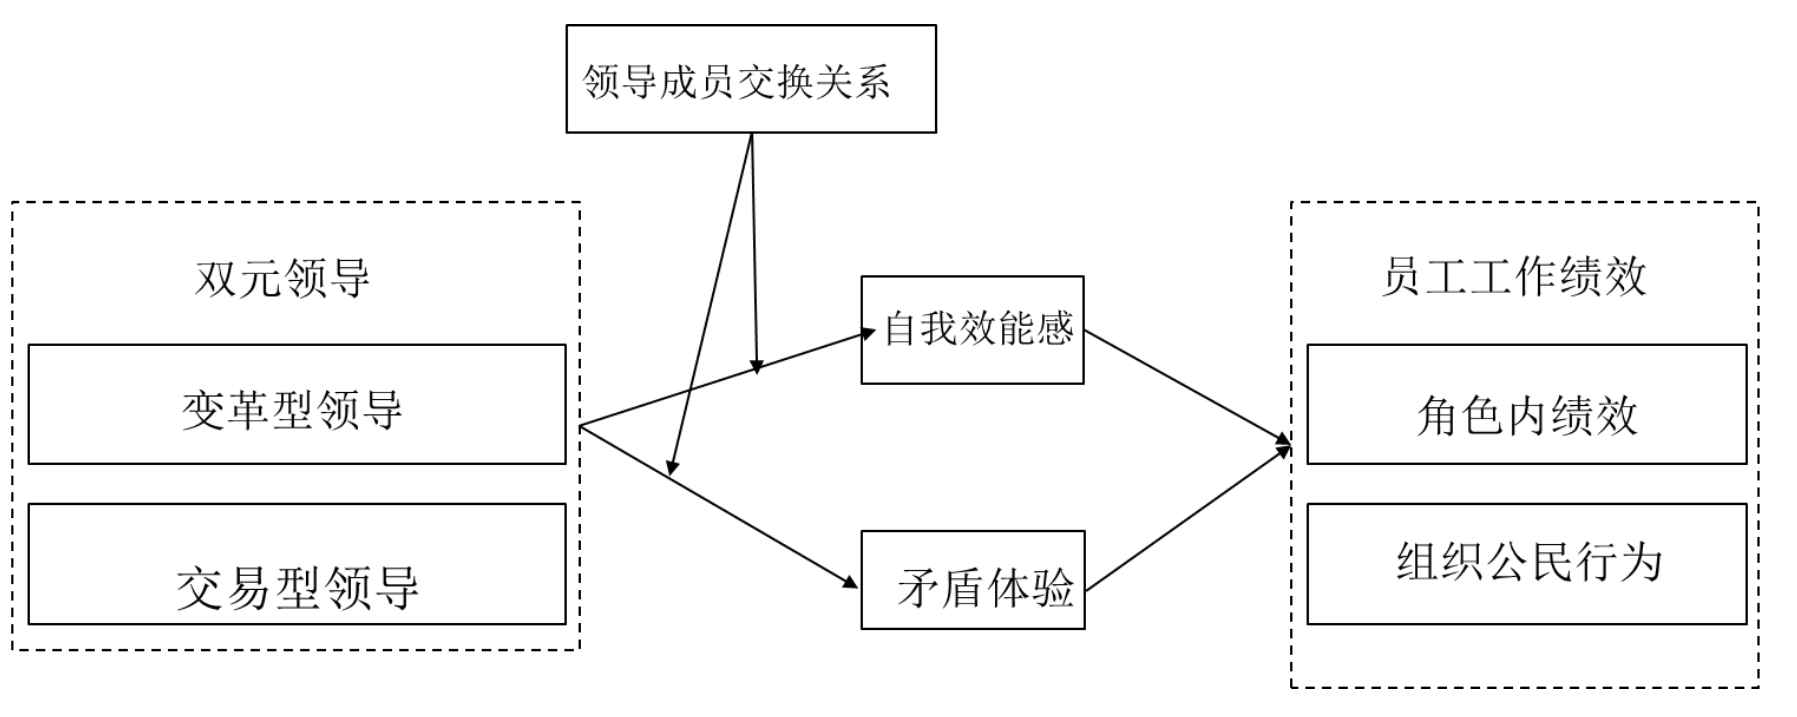 领导成员交换关系
双元领导
变革型领导
交易型领导
自我效能感
矛盾体验
员工工作绩效
角色内绩效
组织公民行为